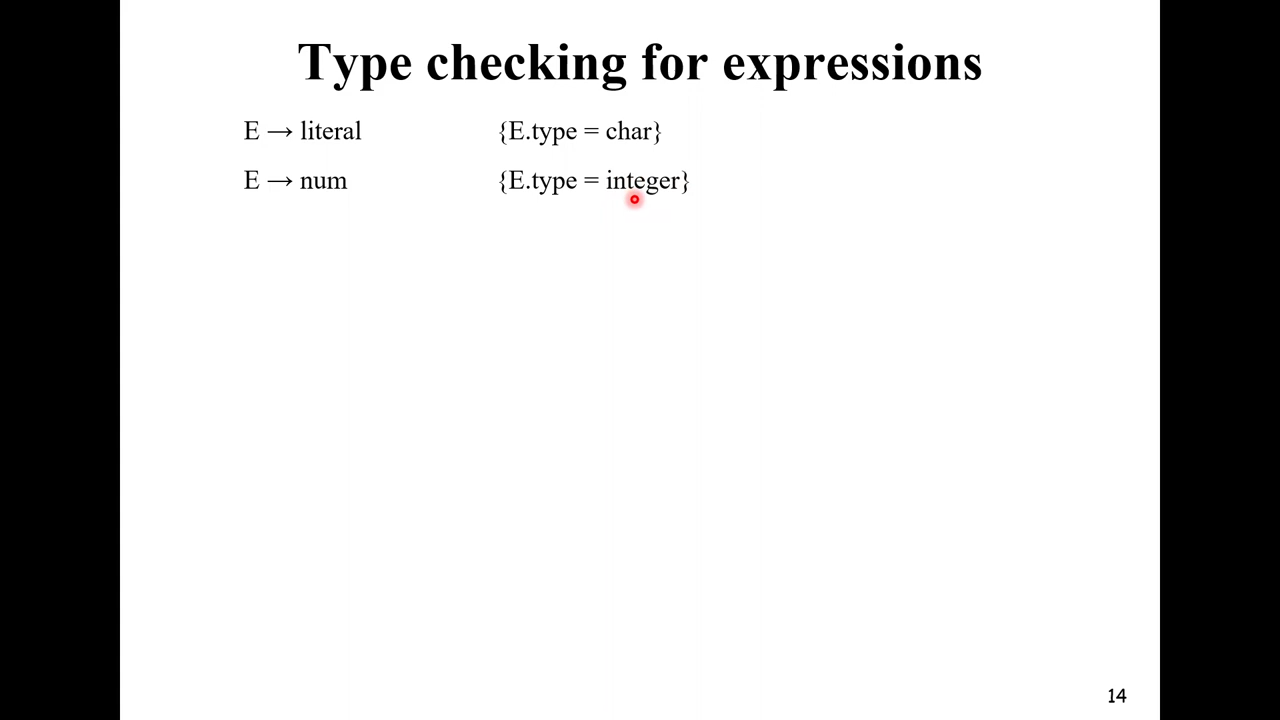 Type checking for expressions
E → literal {E.type = char}
E → num {E.type = integer}
14